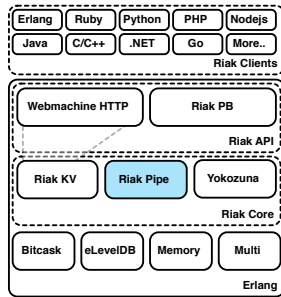 Erlang Ruby Python PHP Nodejs
Java C/C++ .NET Go More..
Riak Clients
Webmachine HTTP Riak PB
Riak API
Riak KV Riak Pipe Yokozuna
Riak Core
Bitcask eLevelDB Memory Multi
Erlang